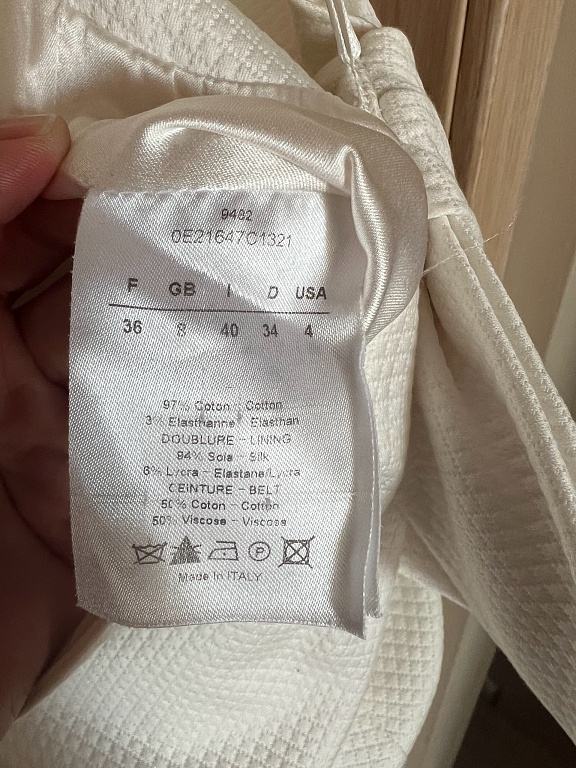 9482
0E21647C1321
F GB I D USA
36 8 40 34 4
97% Coton - Cotton
3% Elasthanne - Elasthan
DOUBLURE - LINING
94% Soie - Silk
6% Lycra - Elastane/Lycra
CEINTURE - BELT
50% Coton - Cotton
50% Viscose - Viscose
P
Made in ITALY